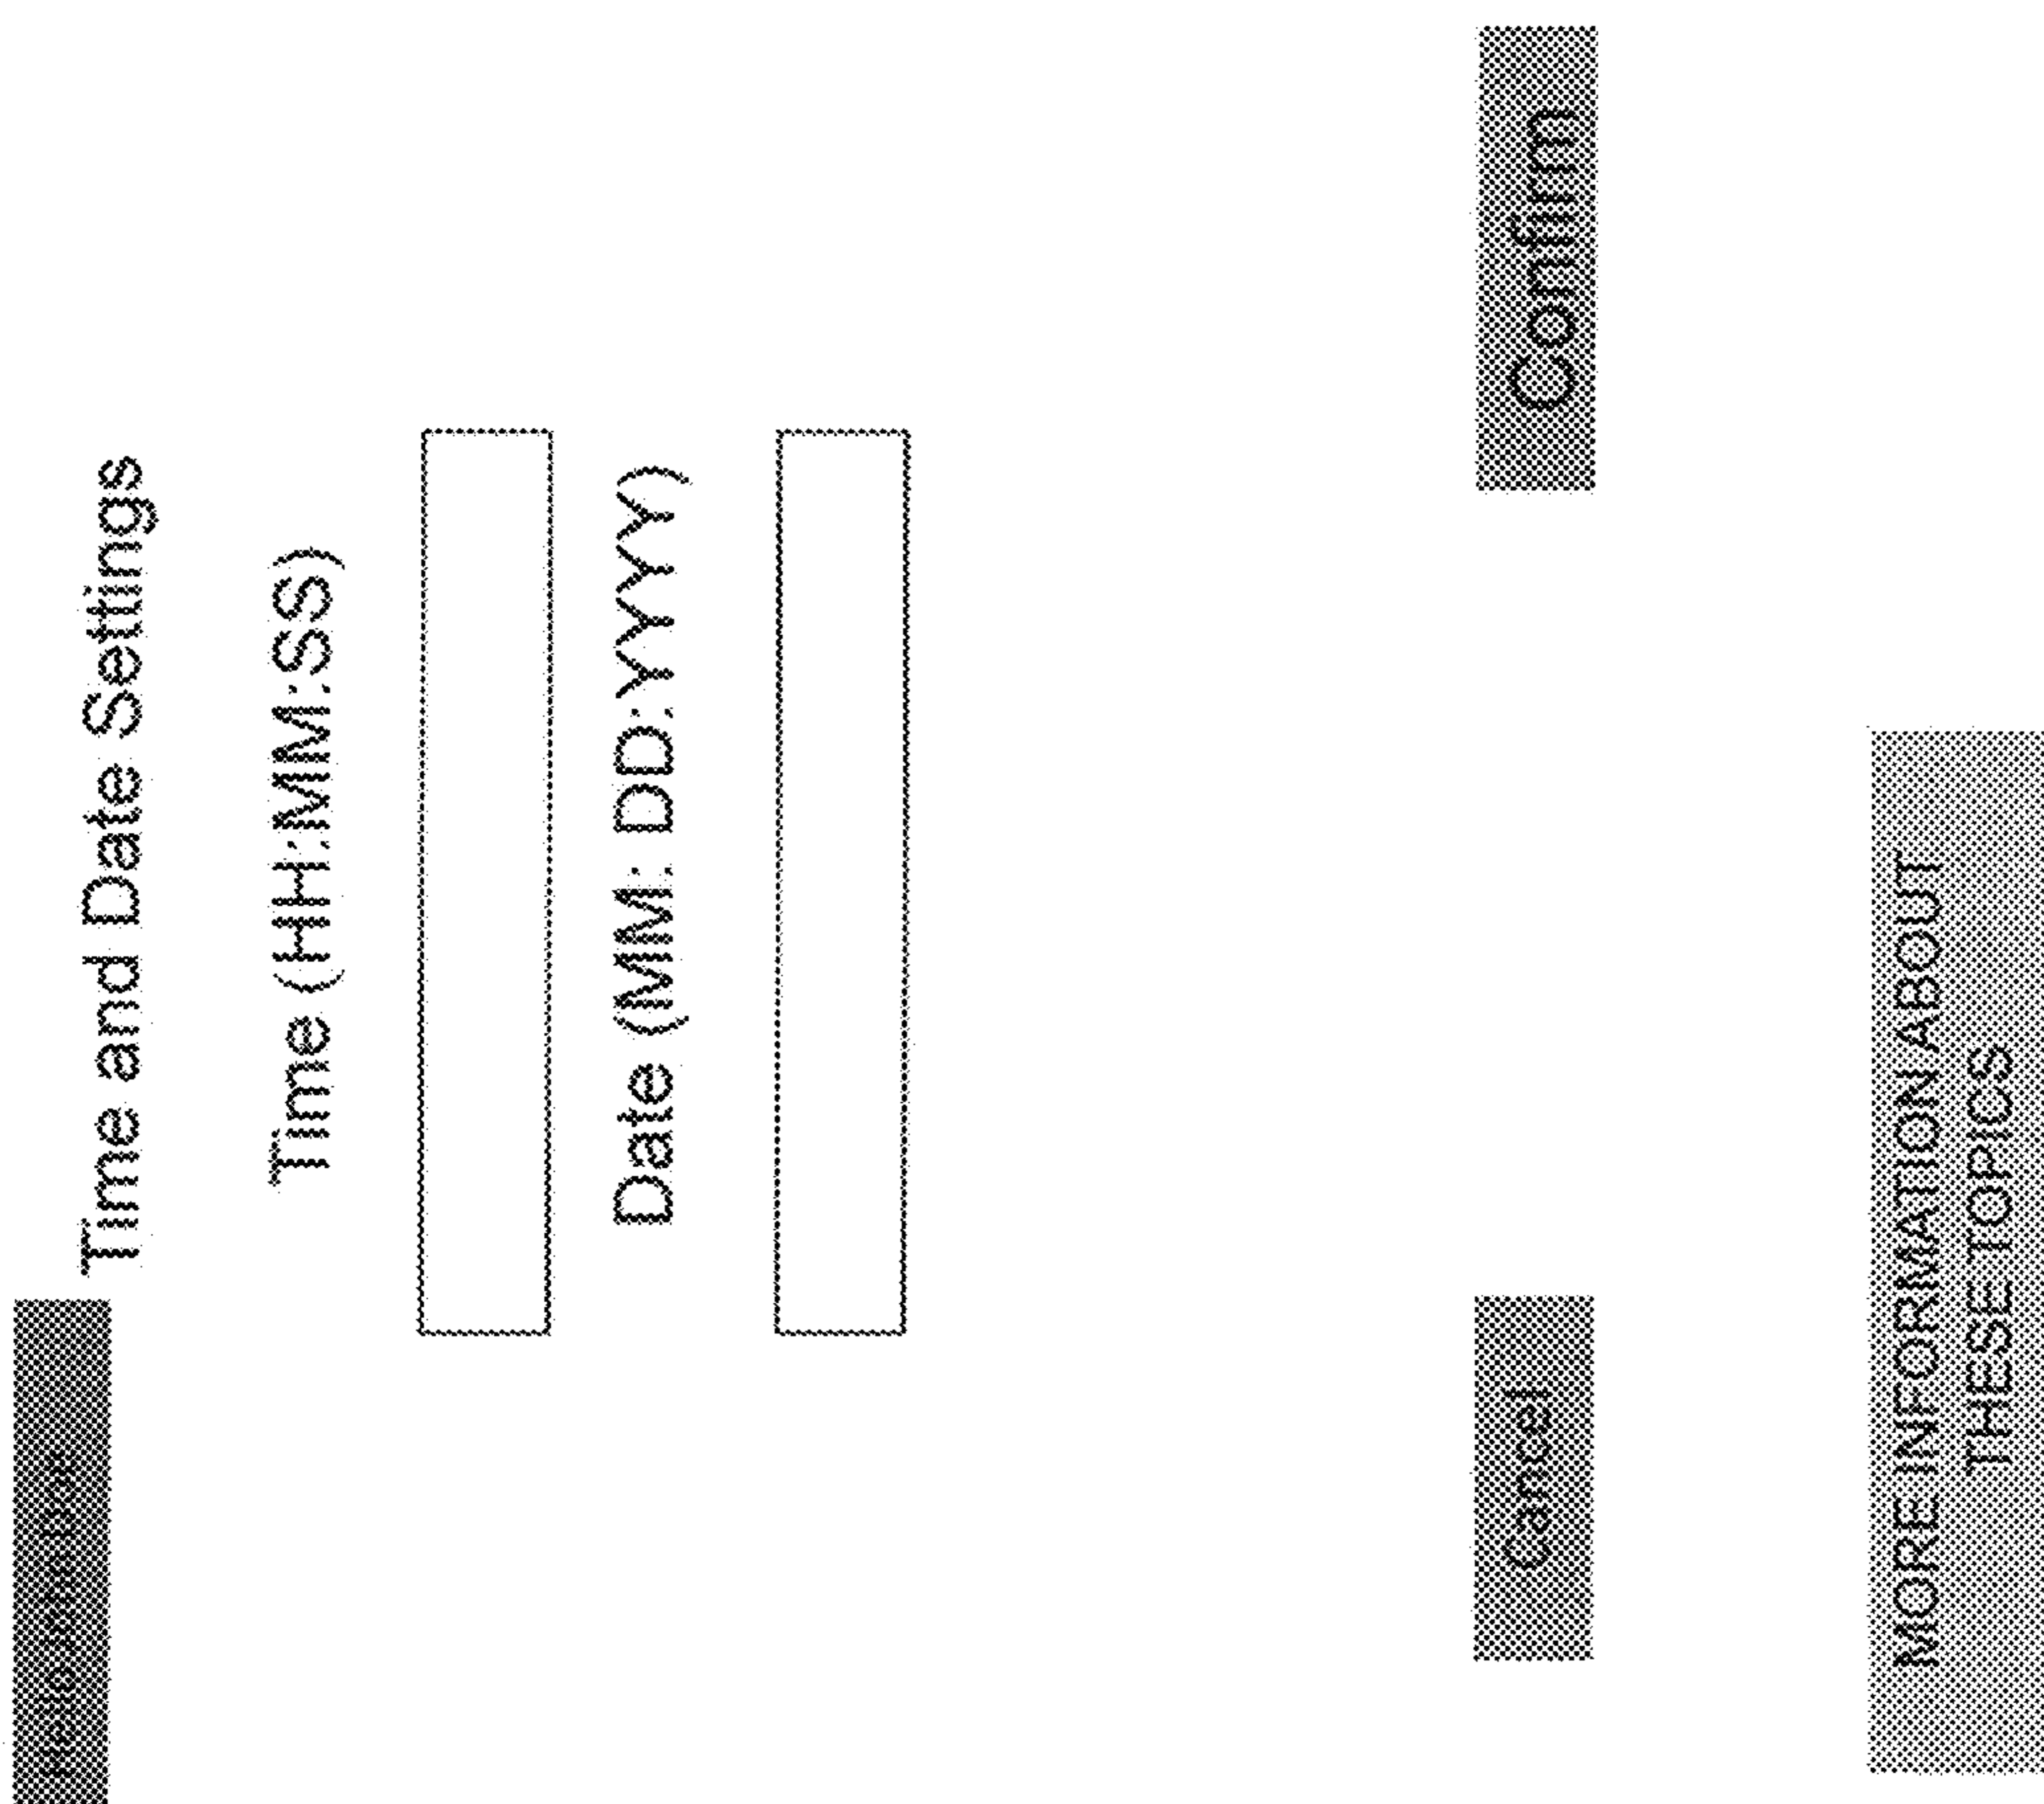 Hello
Time and Date Settings
Time (HH:MM:SS)
Date (MM: DD:YYYY)
Cancel
Confirm
MORE INFORMATION ABOUT
THESE TOPICS